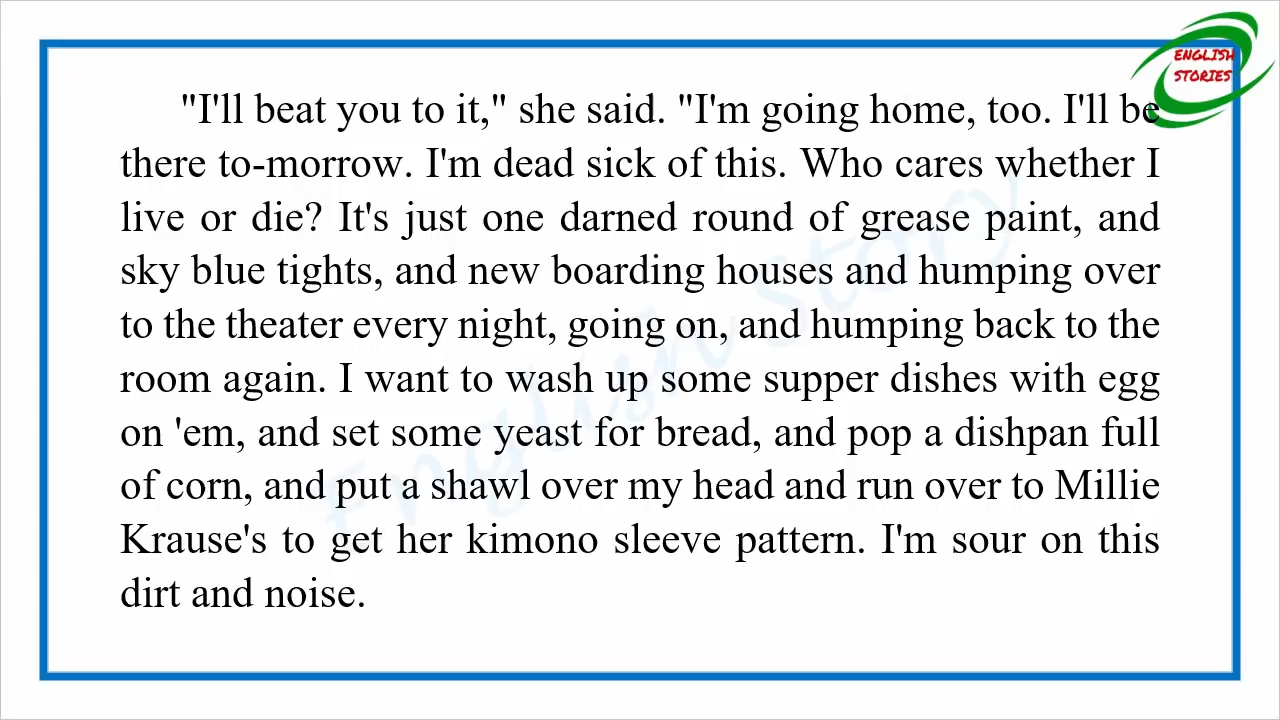 ENGLISH
STORIES
"I'll beat you to it," she said. "I'm going home, too. I'll be
there to-morrow. I'm dead sick of this. Who cares whether I
live or die? It's just one darned round of grease paint, and
sky blue tights, and new boarding houses and humping over
to the theater every night, going on, and humping back to the
room again. I want to wash up some supper dishes with egg
on 'em, and set some yeast for bread, and pop a dishpan full
of corn, and put a shawl over my head and run over to Millie
Krause's to get her kimono sleeve pattern. I'm sour on this
dirt and noise.
English Story